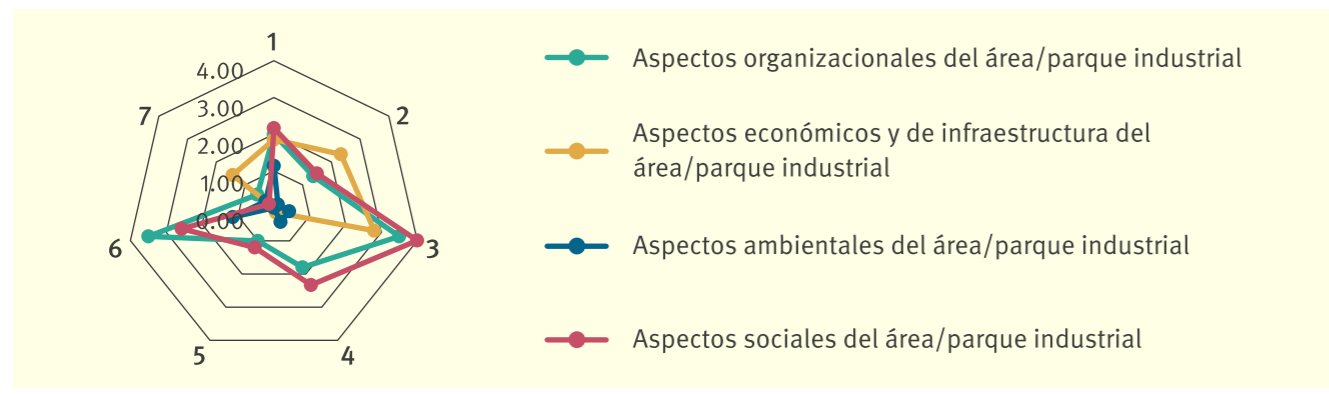 1
4.00
3.00
2.00
1.00
0.00
7
2
6
3
5
4
Aspectos organizacionales del área/parque industrial
Aspectos económicos y de infraestructura del
área/parque industrial
Aspectos ambientales del área/parque industrial
Aspectos sociales del área/parque industrial